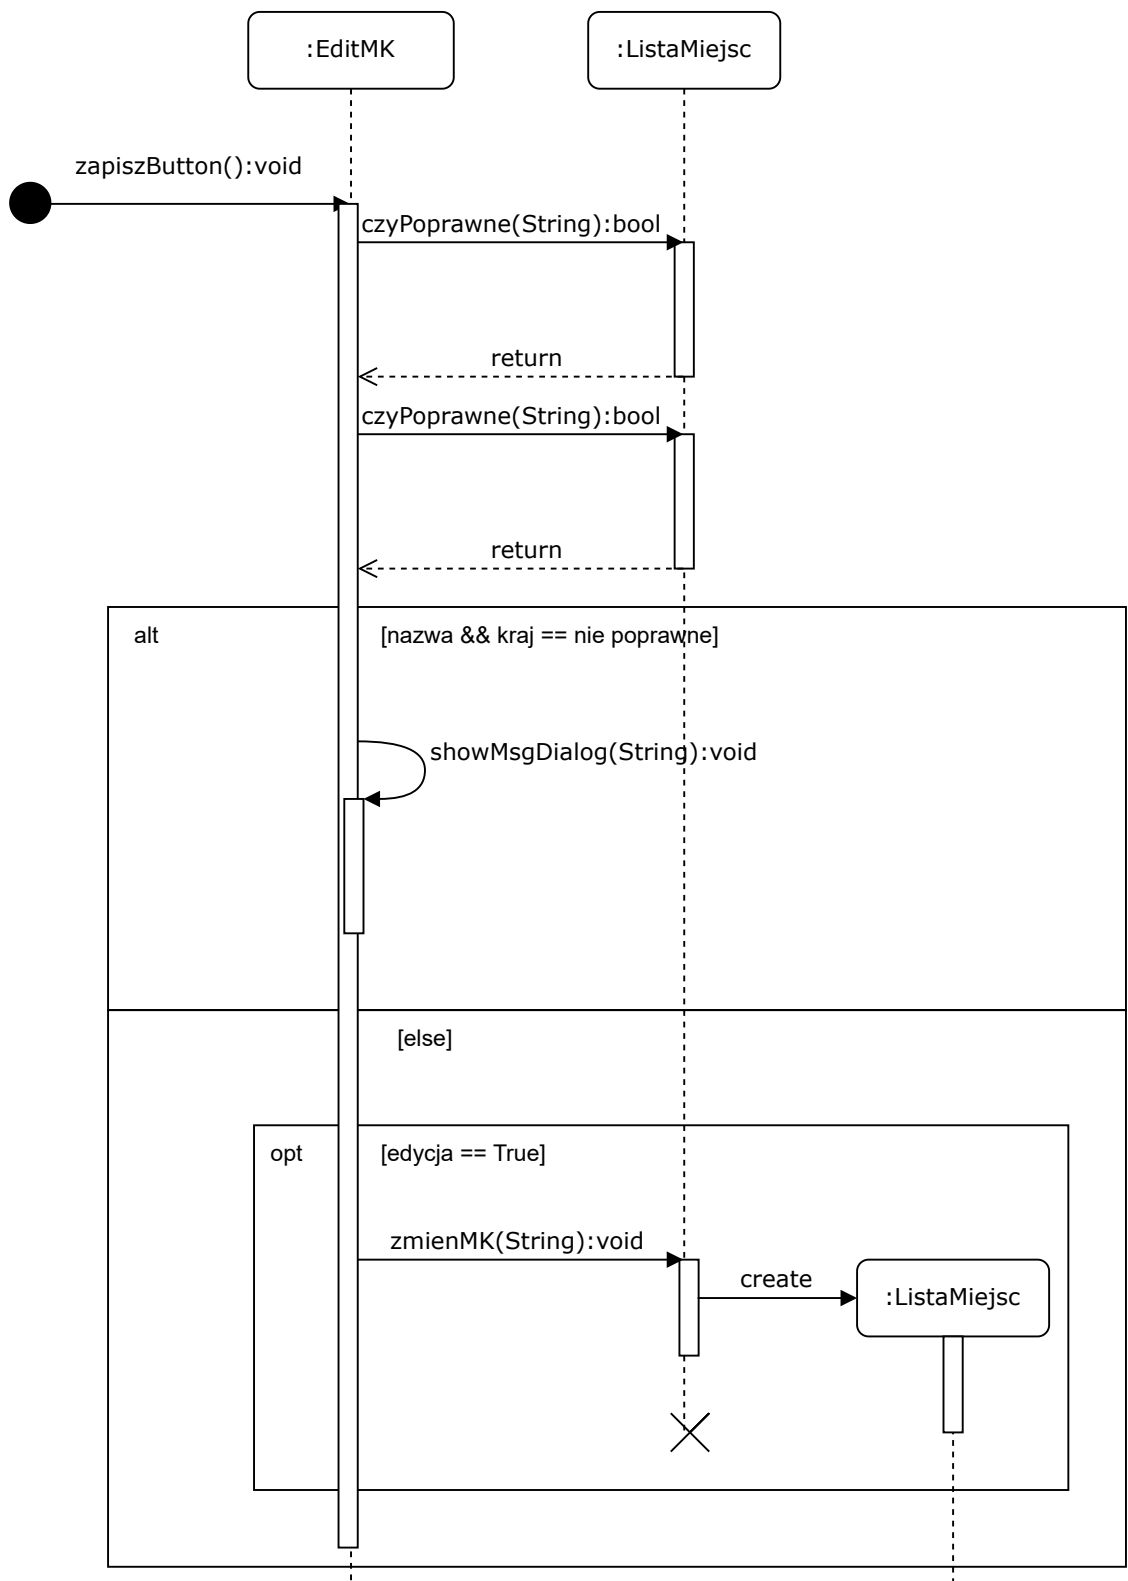 :EditMK
:ListaMiejsc
zapiszButton():void
czyPoprawne(String):bool
return
czyPoprawne(String):bool
return
alt
[nazwa && kraj == nie poprawne]
showMsgDialog(String):void
[else]
opt
[edycja == True]
zmienMK(String):void
create
:ListaMiejsc